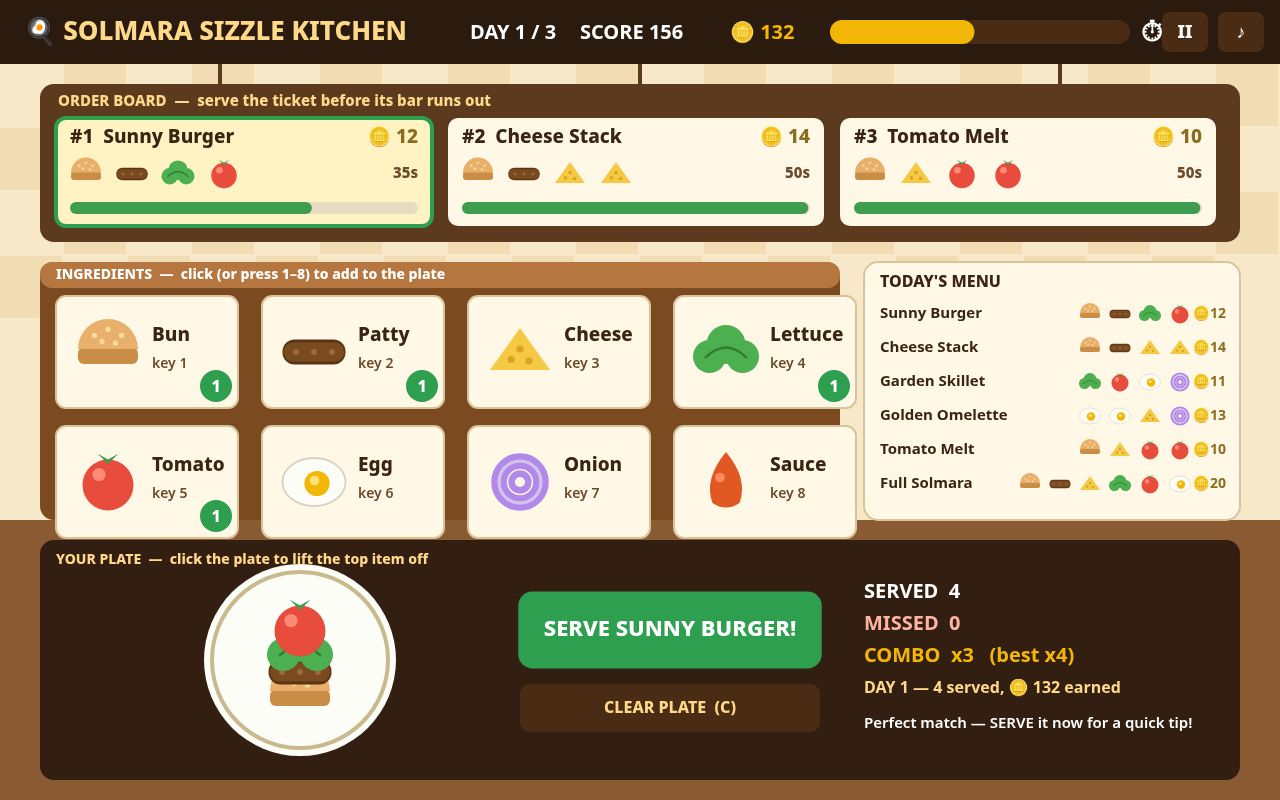 SOLMARA SIZZLE KITCHEN
DAY 1 / 3
SCORE 156
132
II
♪
ORDER BOARD — serve the ticket before its bar runs out
#1 Sunny Burger 12
35s
#2 Cheese Stack 14
50s
#3 Tomato Melt 10
50s
INGREDIENTS — click (or press 1–8) to add to the plate
Bun
key 1
1
Patty
key 2
1
Cheese
key 3
Lettuce
key 4
1
Tomato
key 5
1
Egg
key 6
Onion
key 7
Sauce
key 8
TODAY'S MENU
Sunny Burger 12
Cheese Stack 14
Garden Skillet 11
Golden Omelette 13
Tomato Melt 10
Full Solmara 20
YOUR PLATE — click the plate to lift the top item off
SERVE SUNNY BURGER!
CLEAR PLATE (C)
SERVED 4
MISSED 0
COMBO x3 (best x4)
DAY 1 — 4 served, 132 earned
Perfect match — SERVE it now for a quick tip!